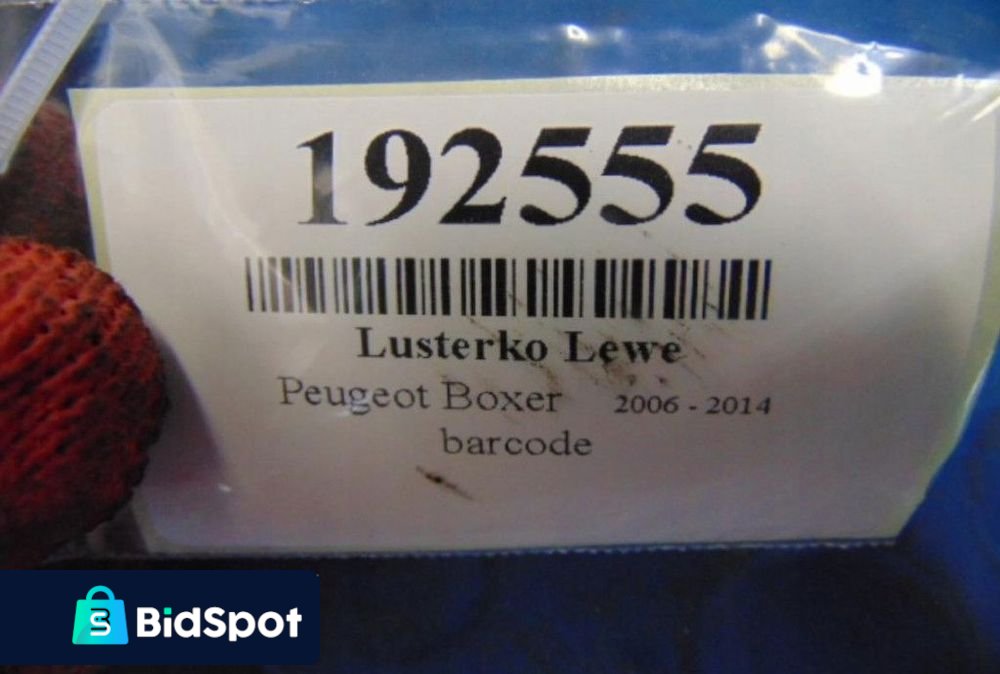 192555
Lusterko Lewe
Peugeot Boxer 2006 - 2014
barcode
BidSpot